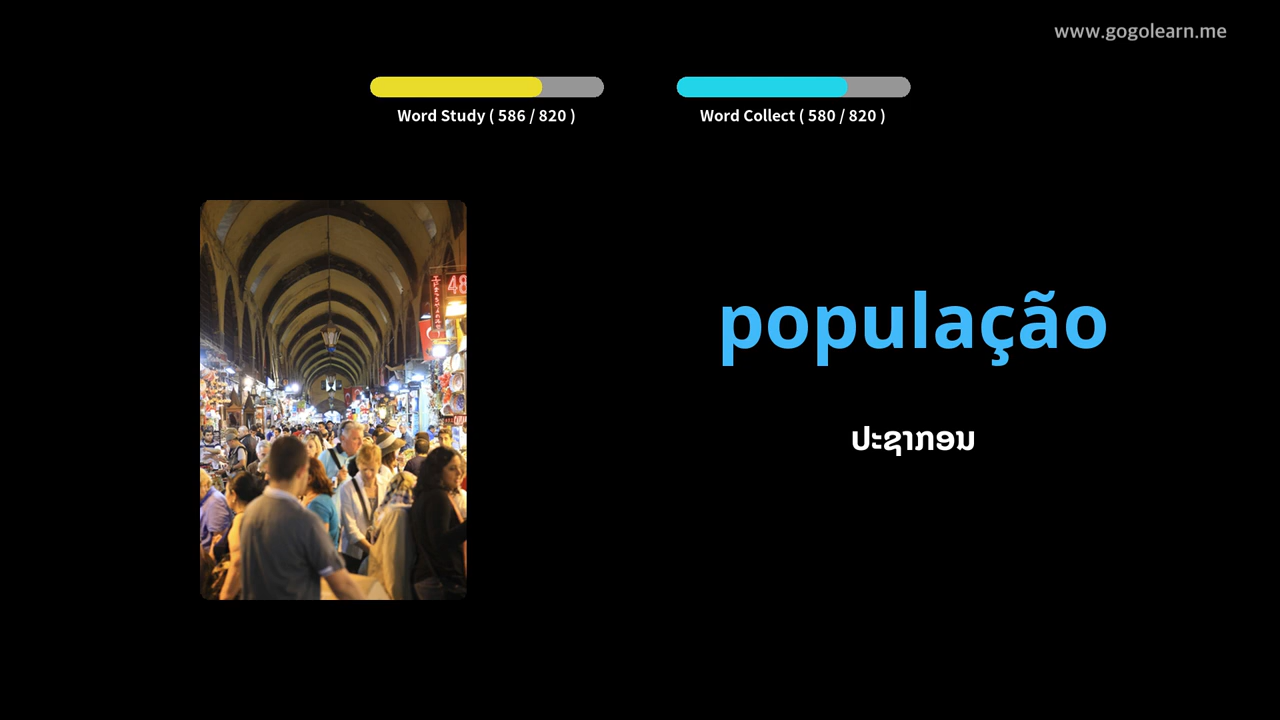 www.gogolearn.me
Word Study ( 586 / 820 )
Word Collect ( 580 / 820 )
48
população
ປະຊາກອນ